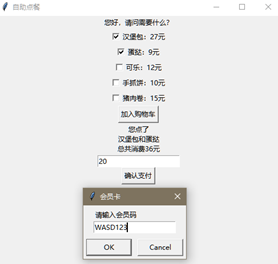 自助点餐
您好，请问需要什么？
汉堡包：27元
蛋挞：9元
可乐：12元
手抓饼：10元
猪肉卷：15元
加入购物车
您点了
汉堡包和蛋挞
总共消费36元
20
确认支付
会员卡
请输入会员码
WASD123
OK Cancel